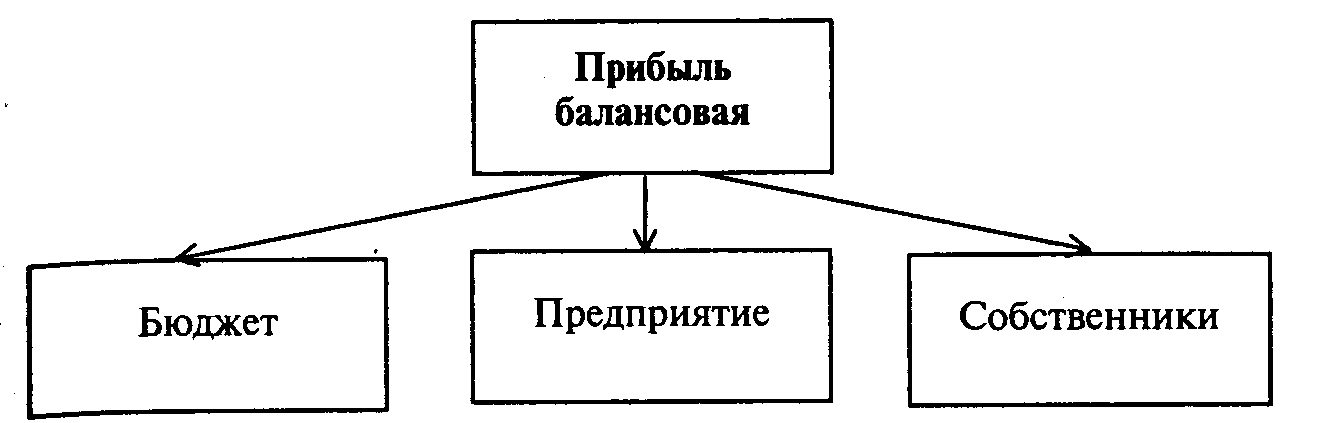 Прибыль
балансовая
Бюджет
Предприятие
Собственники